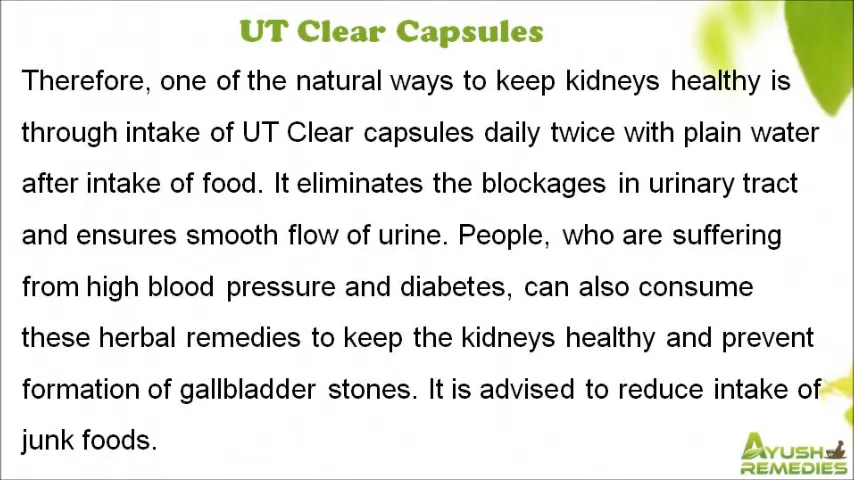 UT Clear Capsules
Therefore, one of the natural ways to keep kidneys healthy is
through intake of UT Clear capsules daily twice with plain water
after intake of food. It eliminates the blockages in urinary tract
and ensures smooth flow of urine. People, who are suffering
from high blood pressure and diabetes, can also consume
these herbal remedies to keep the kidneys healthy and prevent
formation of gallbladder stones. It is advised to reduce intake of
junk foods.
AYUSH
REMEDIES